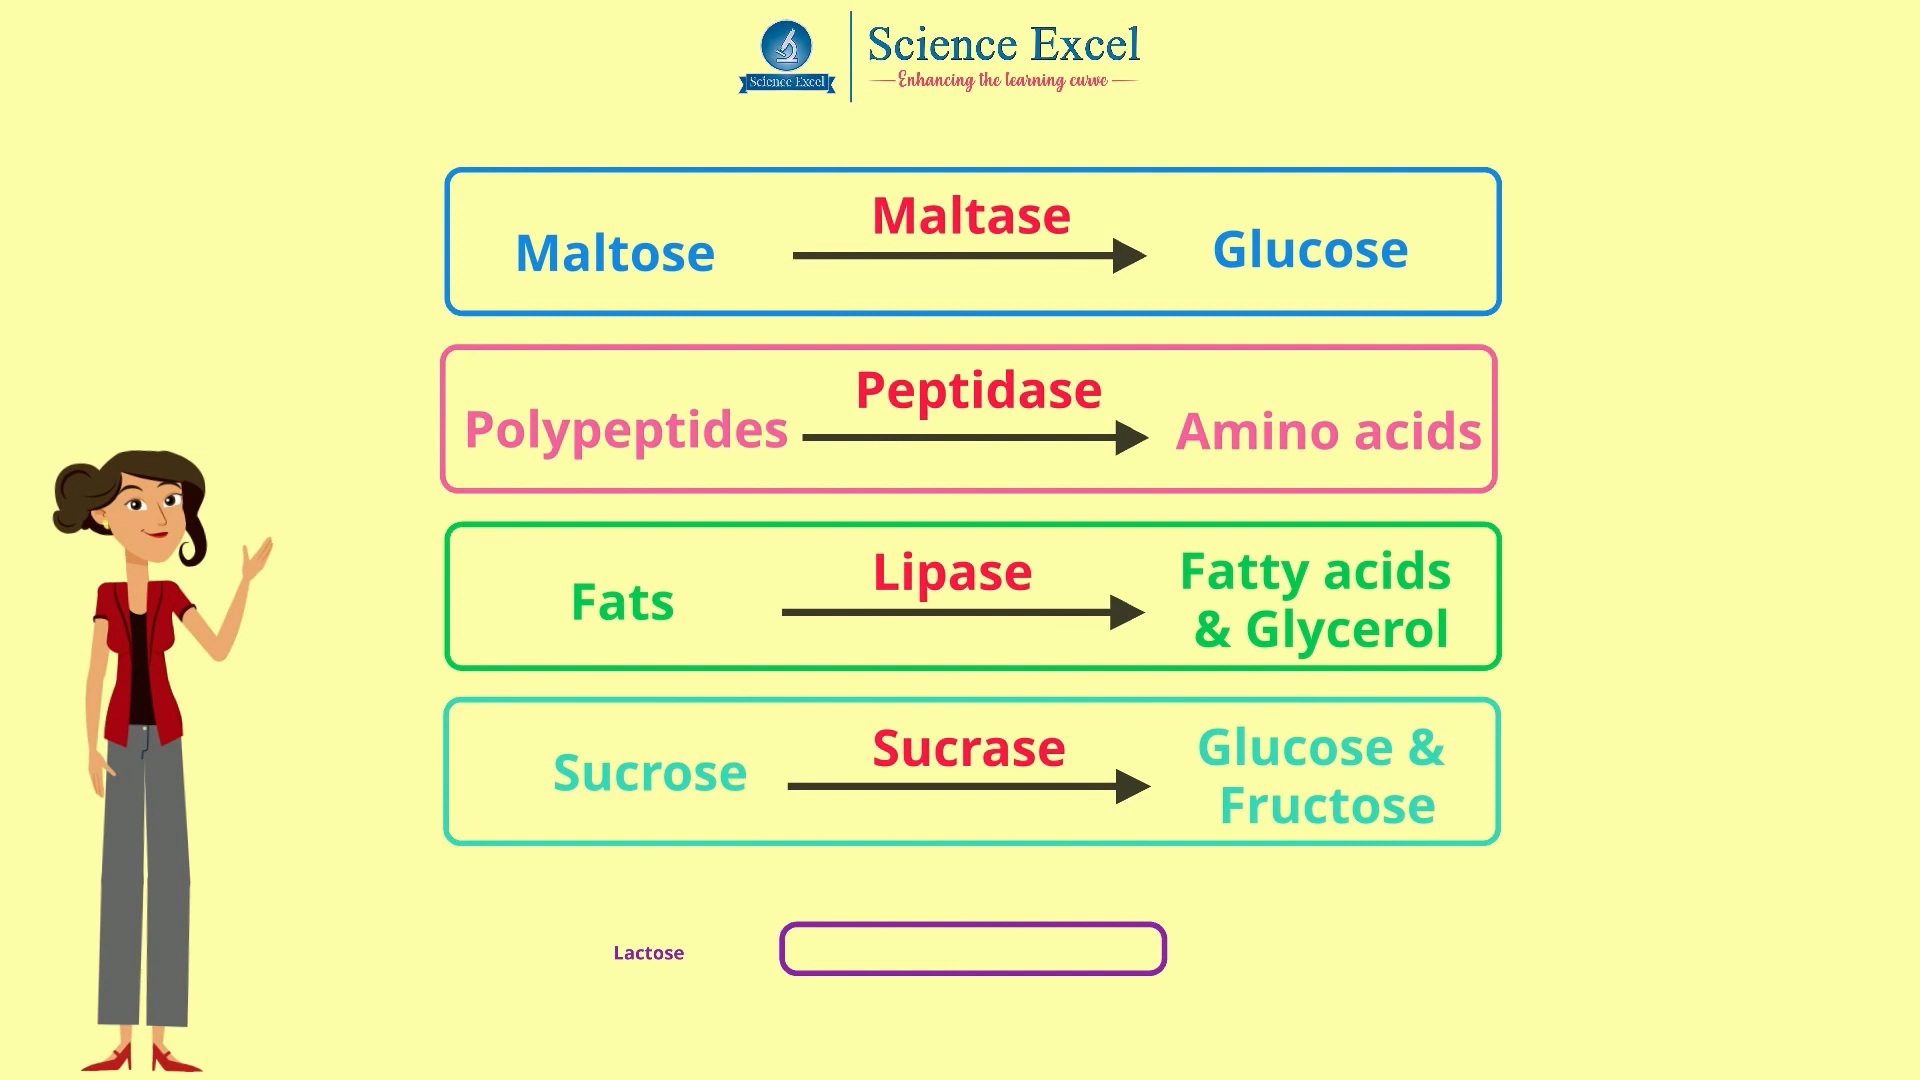 Science Excel
Science Excel
Enhancing the learning curve
Maltase
Maltose
Glucose
Peptidase
Polypeptides
Amino acids
Lipase
Fats
Fatty acids
& Glycerol
Sucrase
Sucrose
Glucose &
Fructose
Lactose